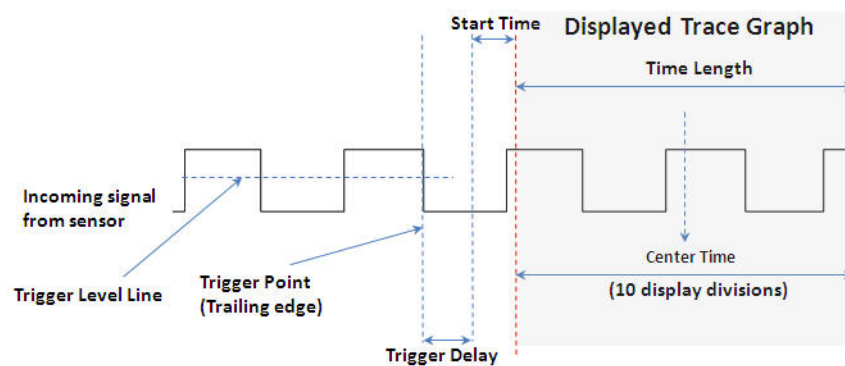 Start Time
Displayed Trace Graph
Time Length
Incoming signal
from sensor
Trigger Level Line
Trigger Point
(Trailing edge)
Center Time
(10 display divisions)
Trigger Delay